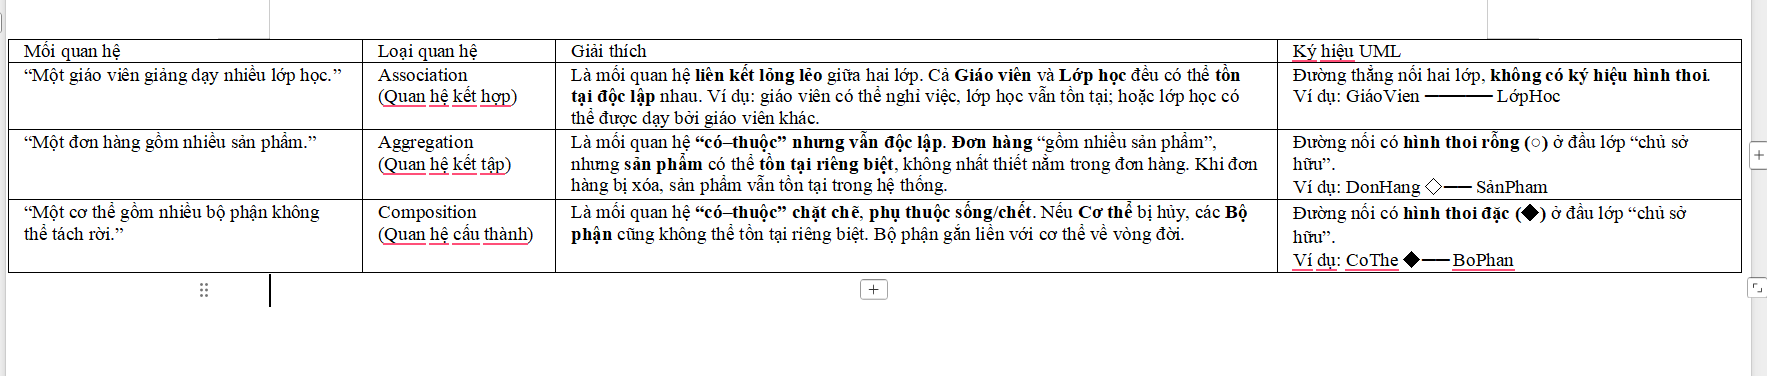 Mối quan hệ
Loại quan hệ
Giải thích
Ký hiệu UML
“Một giáo viên giảng dạy nhiều lớp học.”
Association
(Quan hệ kết hợp)
Là mối quan hệ liên kết lỏng lẻo giữa hai lớp. Cả Giáo viên và Lớp học đều có thể tồn
tại độc lập nhau. Ví dụ: giáo viên có thể nghỉ việc, lớp học vẫn tồn tại; hoặc lớp học có
thể được dạy bởi giáo viên khác.
Đường thẳng nối hai lớp, không có ký hiệu hình thoi.
Ví dụ: GiáoVien ────── LớpHoc
“Một đơn hàng gồm nhiều sản phẩm.”
Aggregation
(Quan hệ kết tập)
Là mối quan hệ “có–thuộc” nhưng vẫn độc lập. Đơn hàng “gồm nhiều sản phẩm”,
nhưng sản phẩm có thể tồn tại riêng biệt, không nhất thiết nằm trong đơn hàng. Khi đơn
hàng bị xóa, sản phẩm vẫn tồn tại trong hệ thống.
Đường nối có hình thoi rỗng (○) ở đầu lớp “chủ sở
hữu”.
Ví dụ: DonHang ◇── SảnPham
“Một cơ thể gồm nhiều bộ phận không
thể tách rời.”
Composition
(Quan hệ cấu thành)
Là mối quan hệ “có–thuộc” chặt chẽ, phụ thuộc sống/chết. Nếu Cơ thể bị hủy, các Bộ
phận cũng không thể tồn tại riêng biệt. Bộ phận gắn liền với cơ thể về vòng đời.
Đường nối có hình thoi đặc (◆) ở đầu lớp “chủ sở
hữu”.
Ví dụ: CoThe ◆── BoPhan